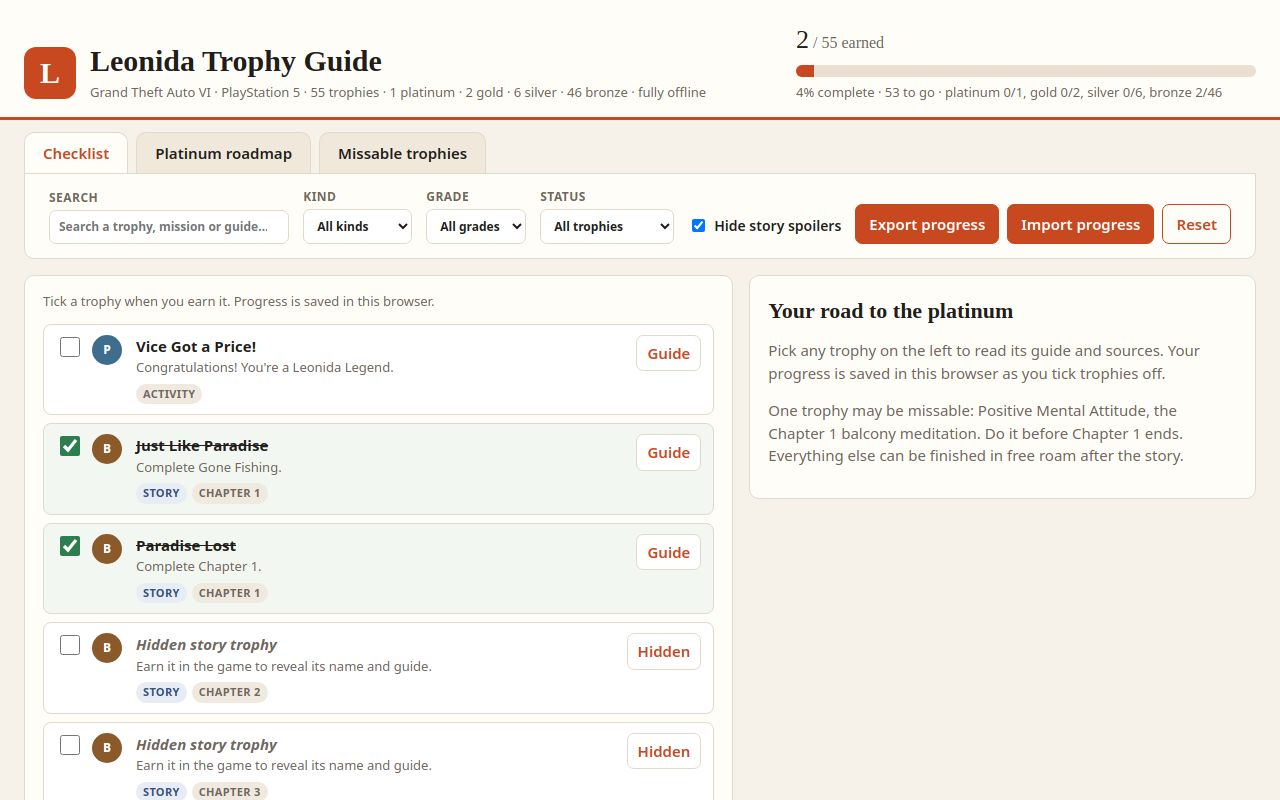 L
Leonida Trophy Guide
Grand Theft Auto VI · PlayStation 5 · 55 trophies · 1 platinum · 2 gold · 6 silver · 46 bronze · fully offline
2 / 55 earned
4% complete · 53 to go · platinum 0/1, gold 0/2, silver 0/6, bronze 2/46
Checklist
Platinum roadmap
Missable trophies
SEARCH
Search a trophy, mission or guide...
KIND
All kinds
GRADE
All grades
STATUS
All trophies
Hide story spoilers
Export progress
Import progress
Reset
Tick a trophy when you earn it. Progress is saved in this browser.
P
Vice Got a Price!
Congratulations! You're a Leonida Legend.
ACTIVITY
Guide
B
Just Like Paradise
Complete Gone Fishing.
STORY CHAPTER 1
Guide
B
Paradise Lost
Complete Chapter 1.
STORY CHAPTER 1
Guide
B
Hidden story trophy
Earn it in the game to reveal its name and guide.
STORY CHAPTER 2
Hidden
B
Hidden story trophy
Earn it in the game to reveal its name and guide.
STORY CHAPTER 3
Hidden
Your road to the platinum
Pick any trophy on the left to read its guide and sources. Your
progress is saved in this browser as you tick trophies off.
One trophy may be missable: Positive Mental Attitude, the
Chapter 1 balcony meditation. Do it before Chapter 1 ends.
Everything else can be finished in free roam after the story.